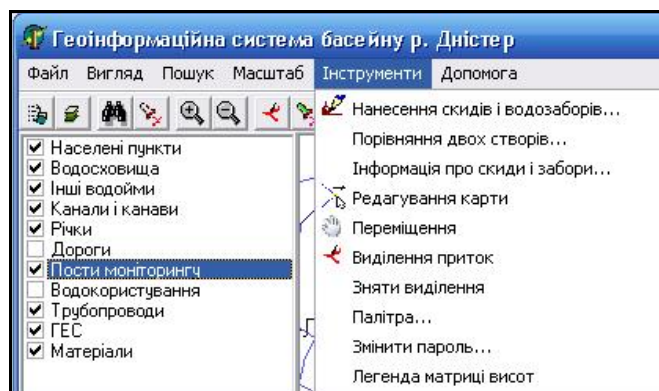 Геоінформаційна система басейну р. Дністер
Файл Вигляд Пошук Масштаб Інструменти Допомога
Населені пункти
Водосховища
Інші водойми
Канали і канави
Річки
Дороги
Пости моніторингу
Водокористування
Трубопроводи
ГЕС
Матеріали
Нанесення скидів і водозаборів...
Порівняння двох створів...
Інформація про скиди і забори...
Редагування карти
Переміщення
Виділення приток
Зняти виділення
Палітра...
Змінити пароль...
Легенда матриці висот